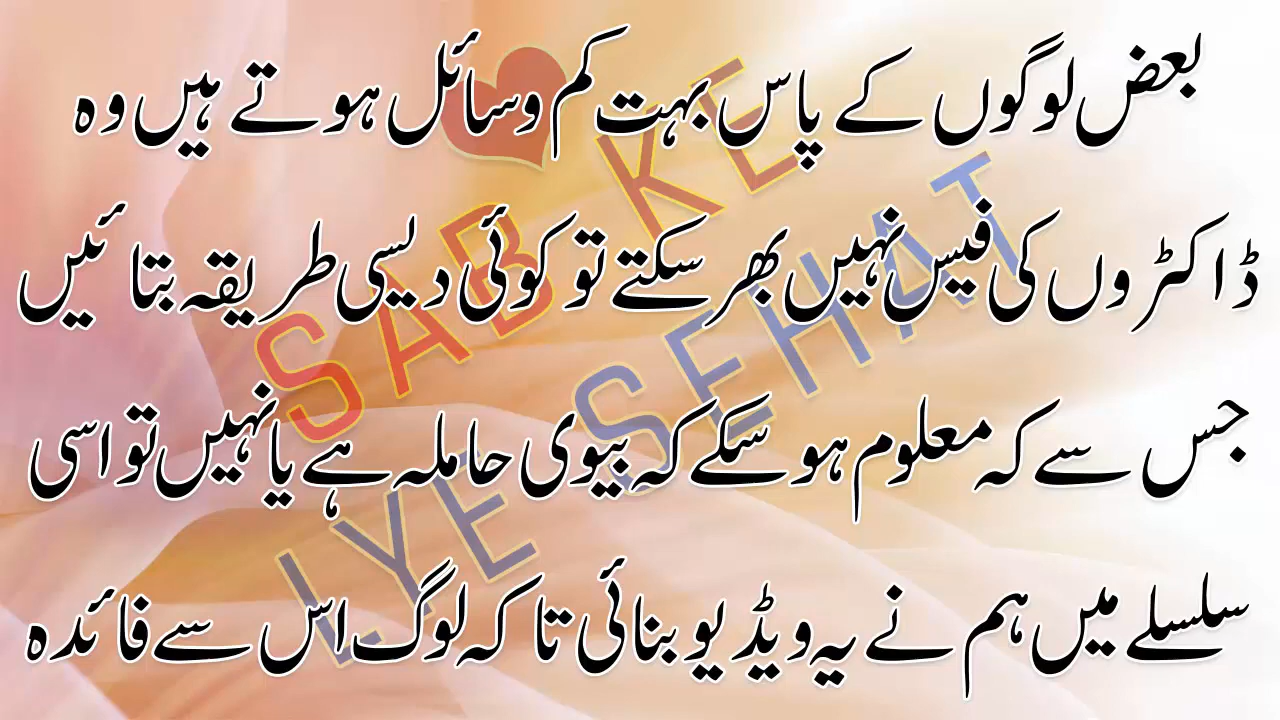 بعض لوگوں کے پاس بہت کم وسائل ہوتے ہیں وہ
ڈاکٹروں کی فیس نہیں بھر سکتے تو کوئی دیسی طریقہ بتائیں
جس سے کہ معلوم ہو سکے کہ بیوی حاملہ ہے یا نہیں تو اسی
سلسلے میں ہم نے یہ ویڈیو بنائی تا کہ لوگ اس سے فائدہ
SAB KE
LIYE SEHAT